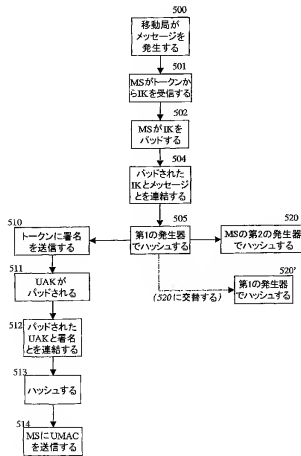 500
移動局が
メッセージを
発生する
501
MSがトークンか
らIKを受信する
502
MSがIKを
パッドする
504
パッドされた
IKとメッセージ
とを連結する
510
トークンに署名
を送信する
505
第1の発生器
でハッシュする
520
MSの第2の発生器
でハッシュする
511
UAKが
パッドされる
520'
第1の発生器で
ハッシュする
(520に交替する)
512
パッドされた
UAKと署名
とを連結する
513
ハッシュする
514
MSにUMAC
を送信する